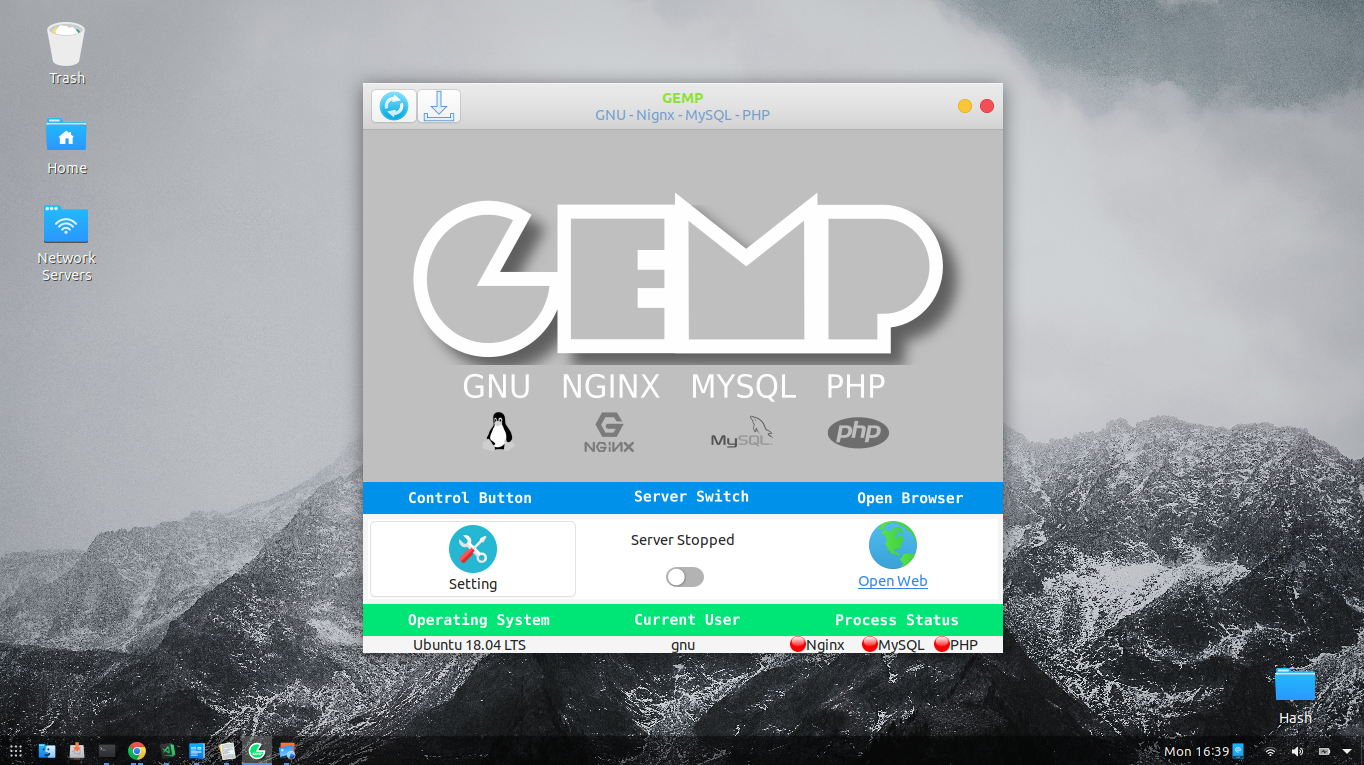 Trash
Home
Network
Servers
GEMP
GNU - Nignx - MySQL - PHP
GEMP
GNU NGINX MYSQL PHP
NGiNX MySQL php
Control Button Server Switch Open Browser
Server Stopped
Setting
Open Web
Operating System Current User Process Status
Ubuntu 18.04 LTS gnu Nginx MySQL PHP
Hash
Mon 16:39